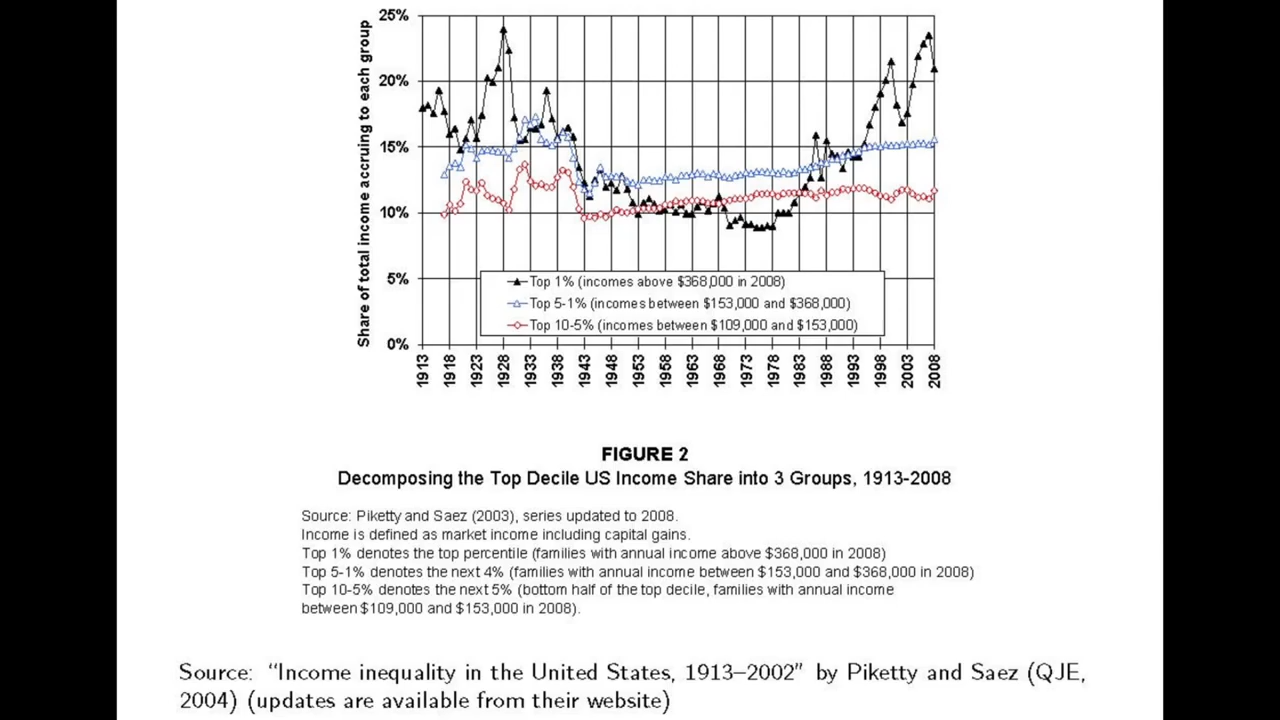 25%
20%
15%
10%
5%
0%
Share of total income accruing to each group
Top 1% (incomes above $368,000 in 2008)
Top 5-1% (incomes between $153,000 and $368,000)
Top 10-5% (incomes between $109,000 and $153,000)
1913 1918 1923 1928 1933 1938 1943 1948 1953 1958 1963 1968 1973 1978 1983 1988 1993 1998 2003 2008
FIGURE 2
Decomposing the Top Decile US Income Share into 3 Groups, 1913-2008
Source: Piketty and Saez (2003), series updated to 2008.
Income is defined as market income including capital gains.
Top 1% denotes the top percentile (families with annual income above $368,000 in 2008)
Top 5-1% denotes the next 4% (families with annual income between $153,000 and $368,000 in 2008)
Top 10-5% denotes the next 5% (bottom half of the top decile, families with annual income
between $109,000 and $153,000 in 2008).
Source: “Income inequality in the United States, 1913–2002” by Piketty and Saez (QJE,
2004) (updates are available from their website)